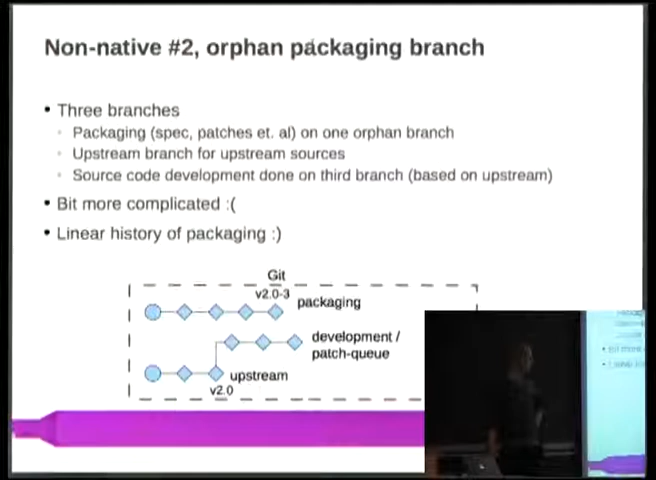 Non-native #2, orphan packaging branch
• Three branches
Packaging (spec, patches et. al) on one orphan branch
Upstream branch for upstream sources
Source code development done on third branch (based on upstream)
• Bit more complicated :(
• Linear history of packaging :)
Git
v2.0-3
packaging
development /
patch-queue
upstream
v2.0